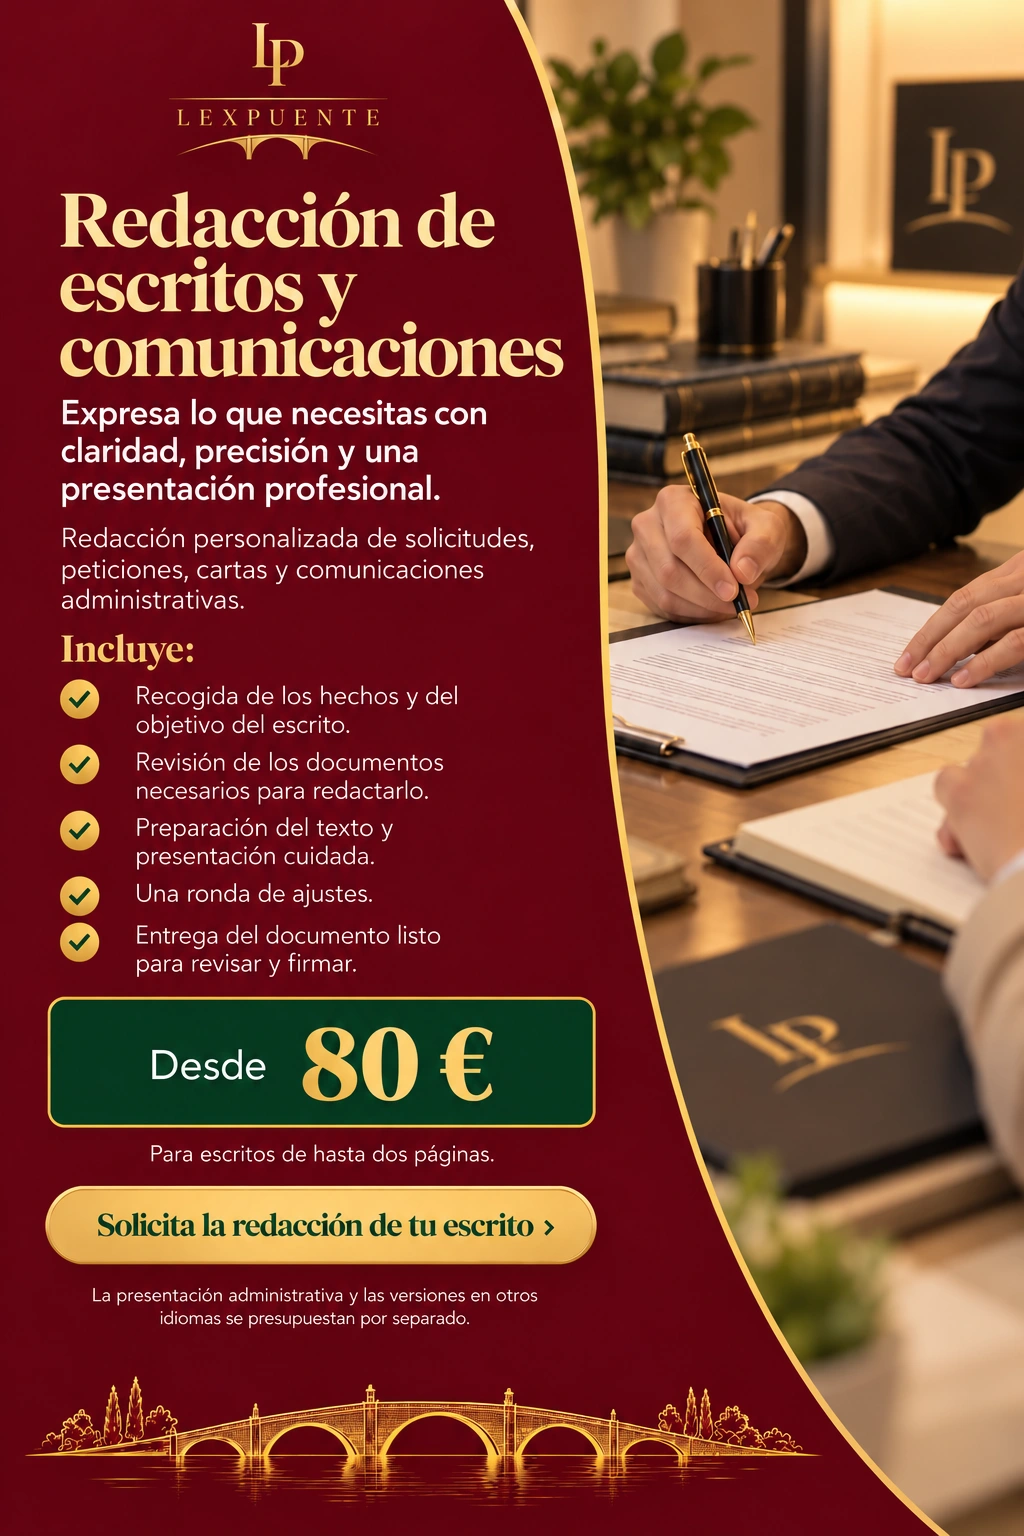 LP
LEXPUENTE
Redacción de
escritos y
comunicaciones
Expresa lo que necesitas con
claridad, precisión y una
presentación profesional.
Redacción personalizada de solicitudes,
peticiones, cartas y comunicaciones
administrativas.
Incluye:
Recogida de los hechos y del
objetivo del escrito.
Revisión de los documentos
necesarios para redactarlo.
Preparación del texto y
presentación cuidada.
Una ronda de ajustes.
Entrega del documento listo
para revisar y firmar.
Desde 80 €
Para escritos de hasta dos páginas.
Solicita la redacción de tu escrito ›
La presentación administrativa y las versiones en otros
idiomas se presupuestan por separado.
LP
LP